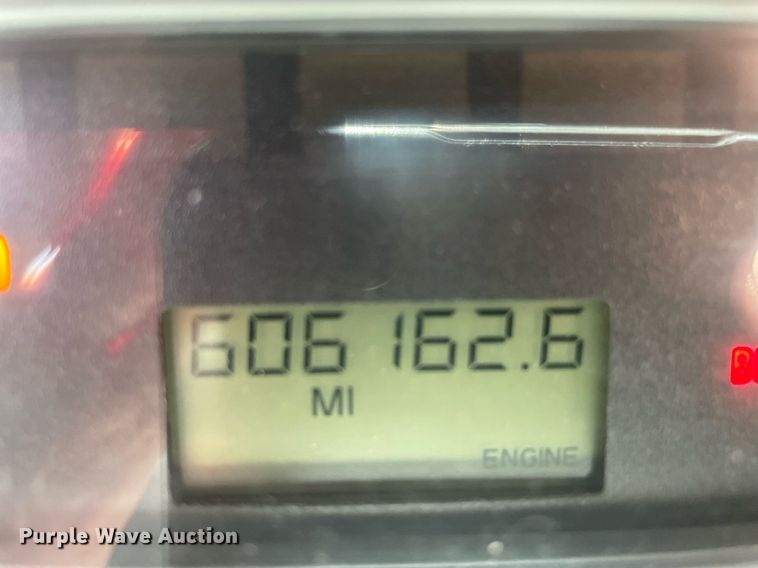 606162.6
MI
ENGINE
Purple Wave Auction